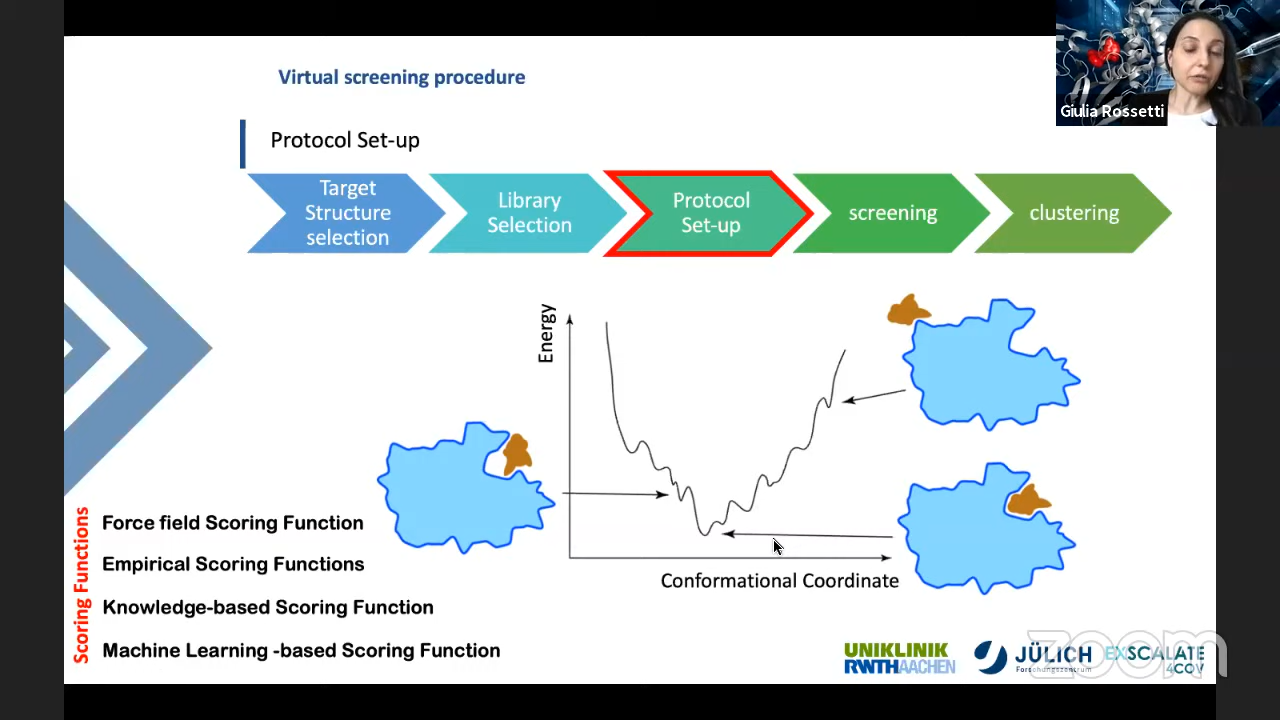 Virtual screening procedure
Giulia Rossetti
Protocol Set-up
Target
Structure
selection
Library
Selection
Protocol
Set-up
screening
clustering
Energy
Conformational Coordinate
Scoring Functions
Force field Scoring Function
Empirical Scoring Functions
Knowledge-based Scoring Function
Machine Learning -based Scoring Function
UNIKLINIK
RWTHAACHEN
JÜLICH
Forschungszentrum
EXSCALATE
4COV
zoom